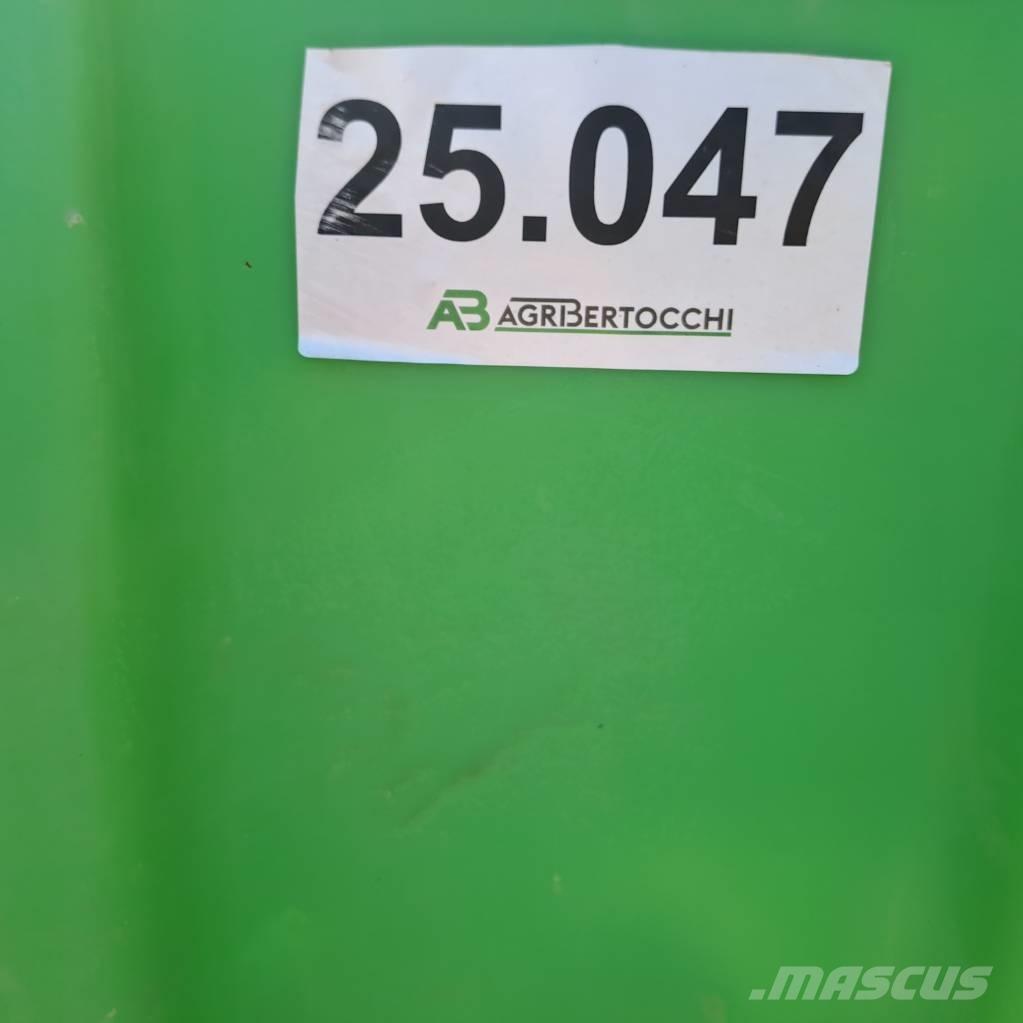 25.047
AB AGRIBERTOCCHI
.MASCUS